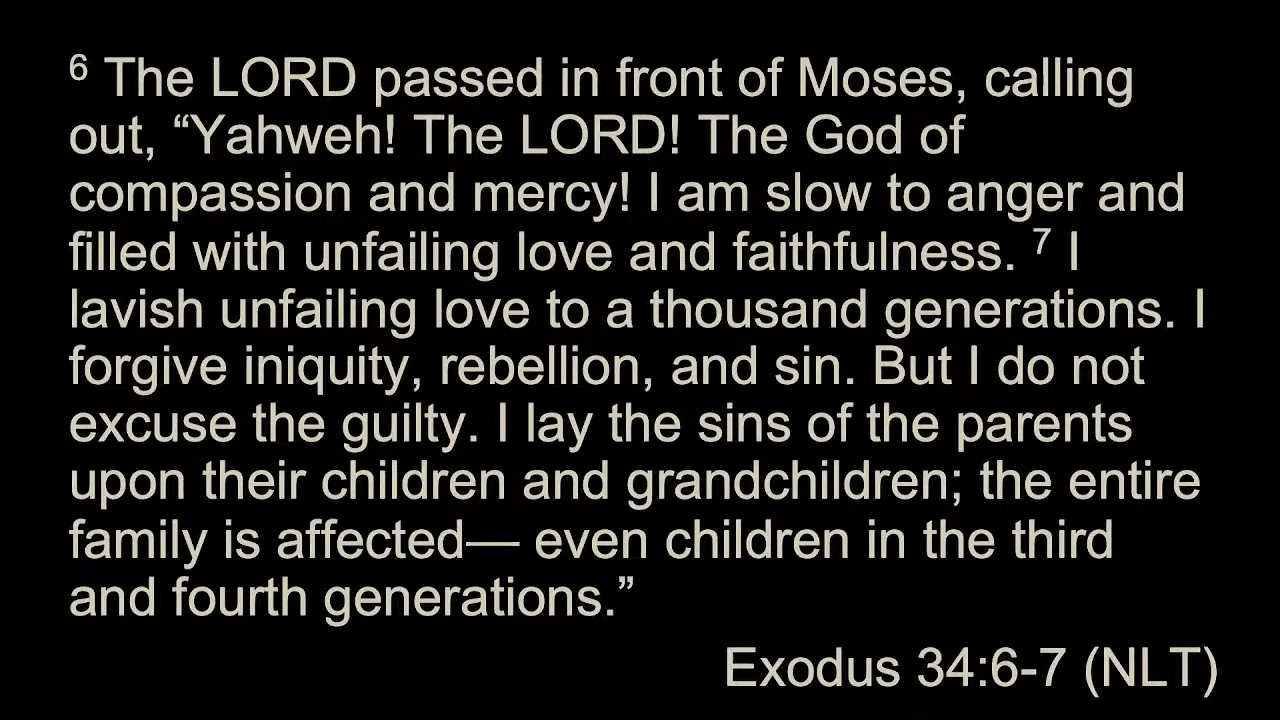 ⁶ The LORD passed in front of Moses, calling
out, “Yahweh! The LORD! The God of
compassion and mercy! I am slow to anger and
filled with unfailing love and faithfulness. ⁷ I
lavish unfailing love to a thousand generations. I
forgive iniquity, rebellion, and sin. But I do not
excuse the guilty. I lay the sins of the parents
upon their children and grandchildren; the entire
family is affected— even children in the third
and fourth generations.”
Exodus 34:6-7 (NLT)